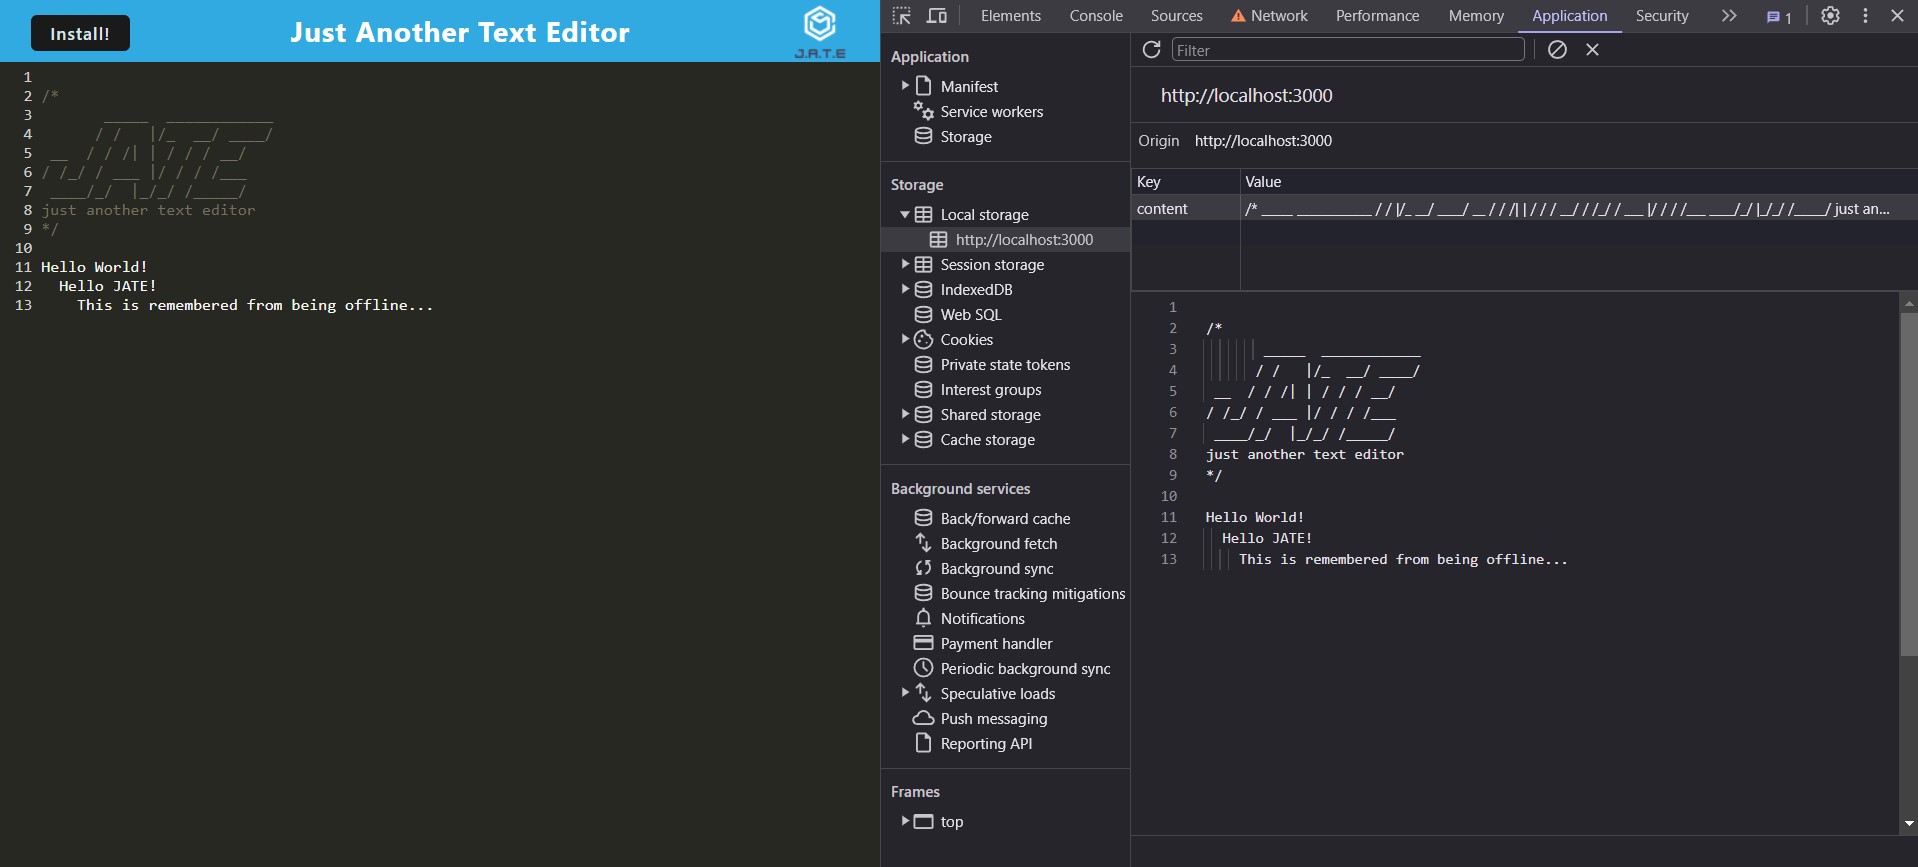 Install!
Just Another Text Editor
J.A.T.E
1
2 /*
3        _____  ____________
4       / /   |/_  __/ ____/
5  __  / / /| | / / / __/
6 / /_/ / ___ |/ / / /___
7  ____/_/  |_/_/ /_____/
8 just another text editor
9 */
10
11 Hello World!
12   Hello JATE!
13     This is remembered from being offline...
Elements Console Sources Network Performance Memory Application Security 1
Application
Manifest
Service workers
Storage
Storage
Local storage
http://localhost:3000
Session storage
IndexedDB
Web SQL
Cookies
Private state tokens
Interest groups
Shared storage
Cache storage
Background services
Back/forward cache
Background fetch
Background sync
Bounce tracking mitigations
Notifications
Payment handler
Periodic background sync
Speculative loads
Push messaging
Reporting API
Frames
top
Filter
http://localhost:3000
Origin http://localhost:3000
Key Value
content /* _____ ____________ / / |/_ __/ ____/ __ / / /| | / / / __/ / /_/ / ___ |/ / / /___ ____/_/ |_/_/ /_____/ just an...
1
2 /*
3        _____  ____________
4       / /   |/_  __/ ____/
5  __  / / /| | / / / __/
6 / /_/ / ___ |/ / / /___
7  ____/_/  |_/_/ /_____/
8 just another text editor
9 */
10
11 Hello World!
12   Hello JATE!
13     This is remembered from being offline...